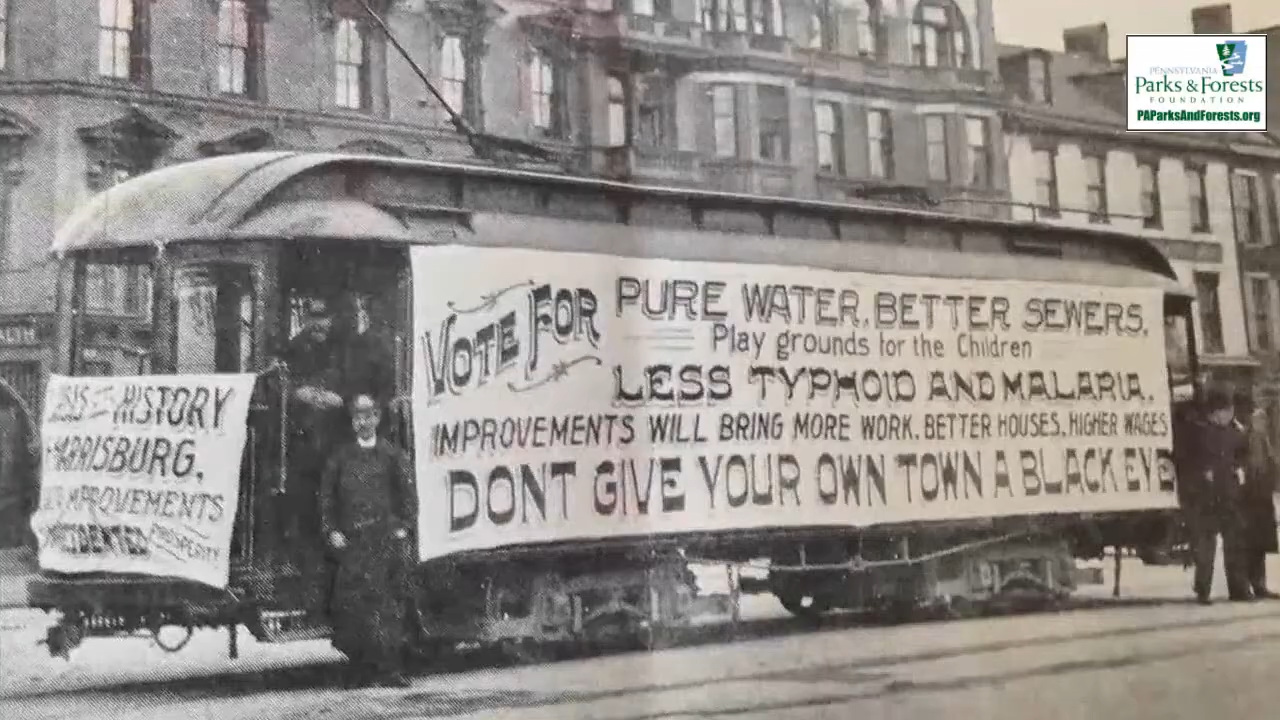 PENNSYLVANIA
Parks & Forests
FOUNDATION
PAParksAndForests.org
VOTE FOR
PURE WATER. BETTER SEWERS.
Play grounds for the Children
LESS TYPHOID AND MALARIA.
IMPROVEMENTS WILL BRING MORE WORK. BETTER HOUSES. HIGHER WAGES
DONT GIVE YOUR OWN TOWN A BLACK EYE
HISTORY
HARRISBURG.
IMPROVEMENTS
PROSPERITY